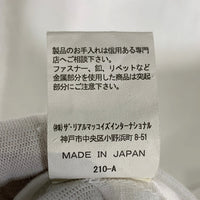 製品のお手入れは信用ある専門
店へご相談下さい。
ファスナー、釦、リベットなど
金属部分を使用した商品は突起
部分にご注意下さい。
㈱ザ・リアルマッコイズインターナショナル
神戸市中央区小野浜町8-51
MADE IN JAPAN
210-A